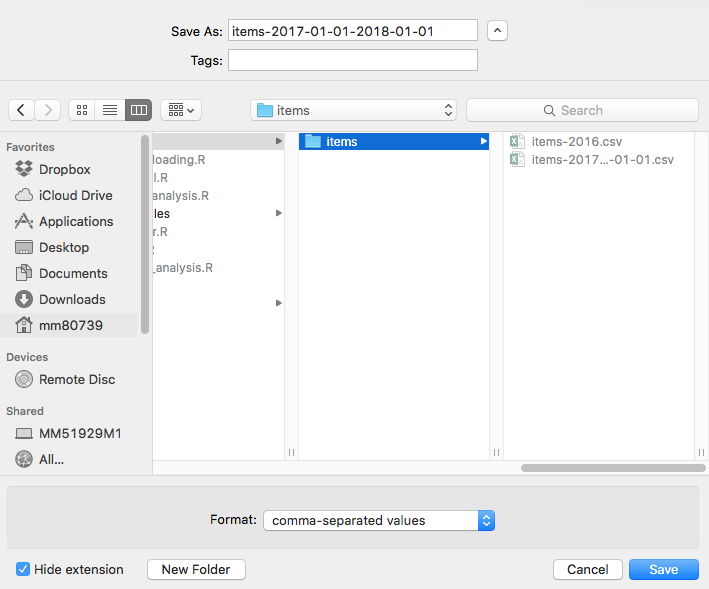 Save As: items-2017-01-01-2018-01-01
Tags:
items
Search
Favorites
Dropbox
iCloud Drive
Applications
Desktop
Documents
Downloads
mm80739
Devices
Remote Disc
Shared
MM51929M1
All...
loading.R
l.R
analysis.R
les
r.R
_analysis.R
items
items-2016.csv
items-2017...-01-01.csv
Format: comma-separated values
Hide extension
New Folder
Cancel
Save